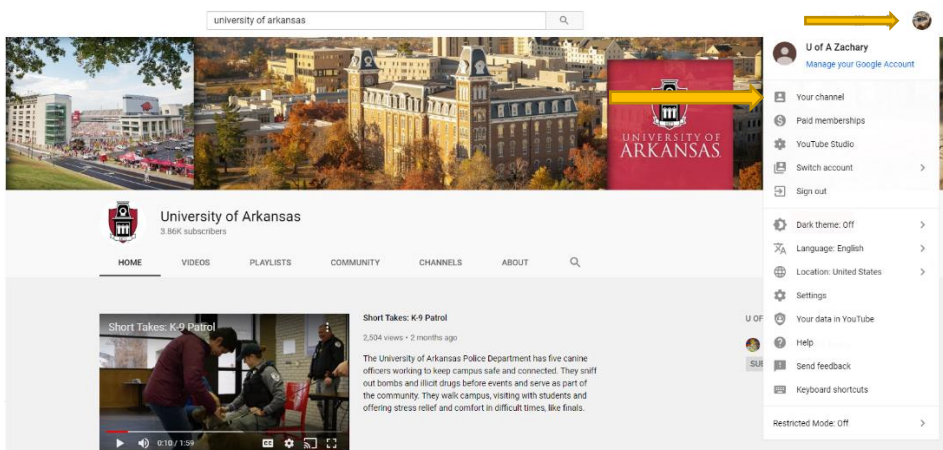 university of arkansas
U of A Zachary
Manage your Google Account
Your channel
Paid memberships
YouTube Studio
Switch account
Sign out
Dark theme: Off
Language: English
Location: United States
Settings
Your data in YouTube
Help
Send feedback
Keyboard shortcuts
Restricted Mode: Off
UNIVERSITY OF
ARKANSAS
University of Arkansas
3.86K subscribers
HOME VIDEOS PLAYLISTS COMMUNITY CHANNELS ABOUT
Short Takes: K-9 Patrol
0:10 / 1:59
Short Takes: K-9 Patrol
2,504 views • 2 months ago
The University of Arkansas Police Department has five canine
officers working to keep campus safe and connected. They sniff
out bombs and illicit drugs before events and serve as part of
the community. They walk campus, visiting with students and
offering stress relief and comfort in difficult times, like finals.
U OF